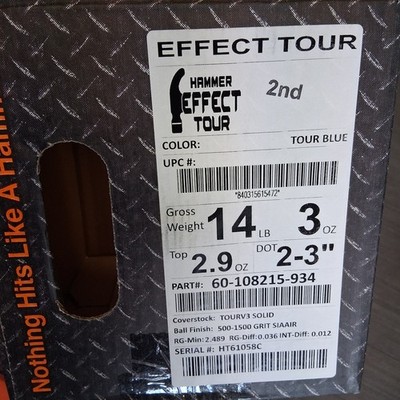 EFFECT TOUR
HAMMER
EFFECT
TOUR
2nd
COLOR: TOUR BLUE
UPC #:
*840315615472*
Gross Weight 14 LB 3 OZ
Top 2.9 OZ DOT 2-3"
PART#: 60-108215-934
Coverstock: TOURV3 SOLID
Ball Finish: 500-1500 GRIT SIAAIR
RG-Min: 2.489 RG-Diff:0.036 INT-Diff: 0.012
SERIAL #: HT61058C
Nothing Hits Like A Hamm